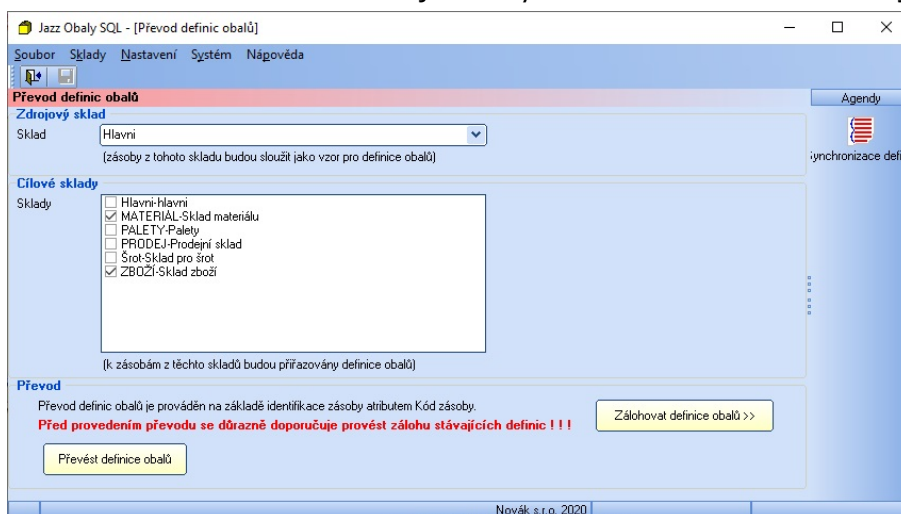 Jazz Obaly SQL - [Převod definic obalů]
Soubor Sklady Nastavení Systém Nápověda
Převod definic obalů
Agendy
Zdrojový sklad
Sklad
Hlavni
(zásoby z tohoto skladu budou sloužit jako vzor pro definice obalů)
ynchronizace defi
Cílové sklady
Sklady
Hlavni-hlavni
MATERIÁL-Sklad materiálu
PALETY-Palety
PRODEJ-Prodejní sklad
Šrot-Sklad pro šrot
ZBOŽÍ-Sklad zboží
(k zásobám z těchto skladů budou přiřazovány definice obalů)
Převod
Převod definic obalů je prováděn na základě identifikace zásoby atributem Kód zásoby.
Před provedením převodu se důrazně doporučuje provést zálohu stávajících definic ! ! !
Zálohovat definice obalů >>
Převést definice obalů
Novák s.r.o. 2020